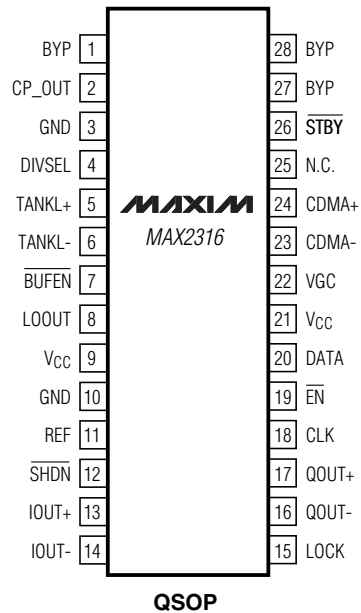 BYP 1 28 BYP
CP_OUT 2 27 BYP
GND 3 26 STBY
DIVSEL 4 25 N.C.
TANKL+ 5 MAXIM 24 CDMA+
TANKL- 6 MAX2316 23 CDMA-
BUFEN 7 22 VGC
LOOUT 8 21 VCC
VCC 9 20 DATA
GND 10 19 EN
REF 11 18 CLK
SHDN 12 17 QOUT+
IOUT+ 13 16 QOUT-
IOUT- 14 15 LOCK
QSOP